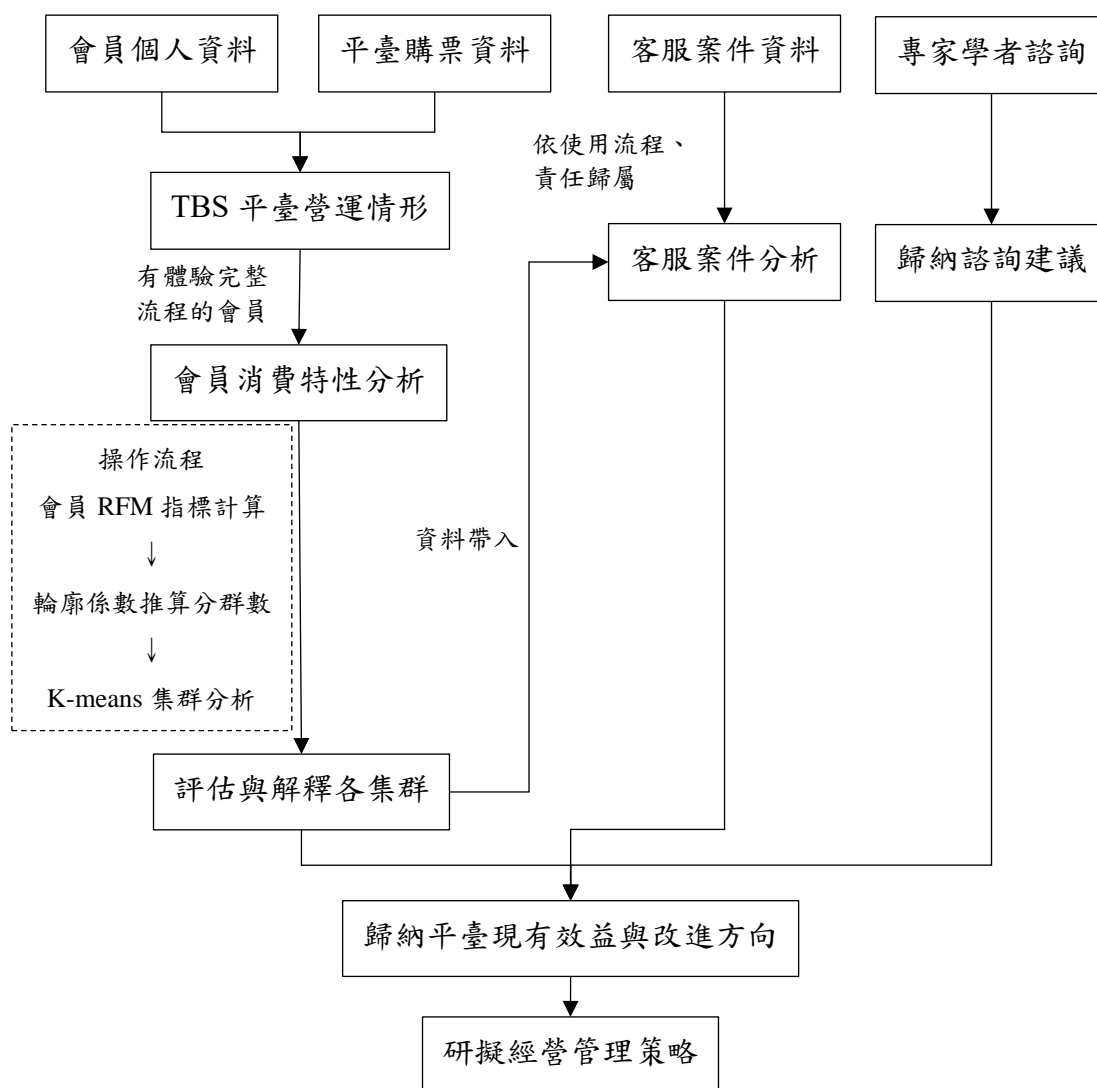 會員個人資料
平臺購票資料
客服案件資料
專家學者諮詢
依使用流程、
責任歸屬
TBS 平臺營運情形
客服案件分析
歸納諮詢建議
有體驗完整
流程的會員
會員消費特性分析
操作流程
會員 RFM 指標計算
↓
輪廓係數推算分群數
↓
K-means 集群分析
資料帶入
評估與解釋各集群
歸納平臺現有效益與改進方向
研擬經營管理策略